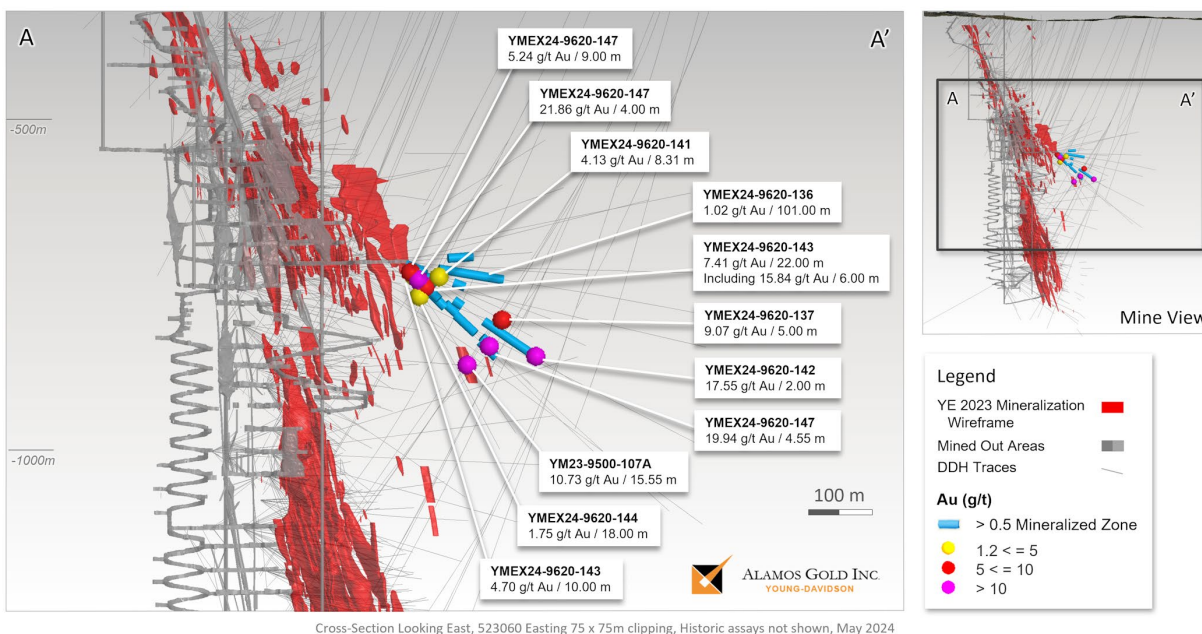 A
A'
-500m
-1000m
YMEX24-9620-147
5.24 g/t Au / 9.00 m
YMEX24-9620-147
21.86 g/t Au / 4.00 m
YMEX24-9620-141
4.13 g/t Au / 8.31 m
YMEX24-9620-136
1.02 g/t Au / 101.00 m
YMEX24-9620-143
7.41 g/t Au / 22.00 m
Including 15.84 g/t Au / 6.00 m
YMEX24-9620-137
9.07 g/t Au / 5.00 m
YMEX24-9620-142
17.55 g/t Au / 2.00 m
YMEX24-9620-147
19.94 g/t Au / 4.55 m
YM23-9500-107A
10.73 g/t Au / 15.55 m
YMEX24-9620-144
1.75 g/t Au / 18.00 m
YMEX24-9620-143
4.70 g/t Au / 10.00 m
100 m
ALAMOS GOLD INC.
YOUNG-DAVIDSON
A
A'
Mine View
Legend
YE 2023 Mineralization
Wireframe
Mined Out Areas
DDH Traces
Au (g/t)
> 0.5 Mineralized Zone
1.2 < = 5
5 < = 10
> 10
Cross-Section Looking East, 523060 Easting 75 x 75m clipping, Historic assays not shown, May 2024